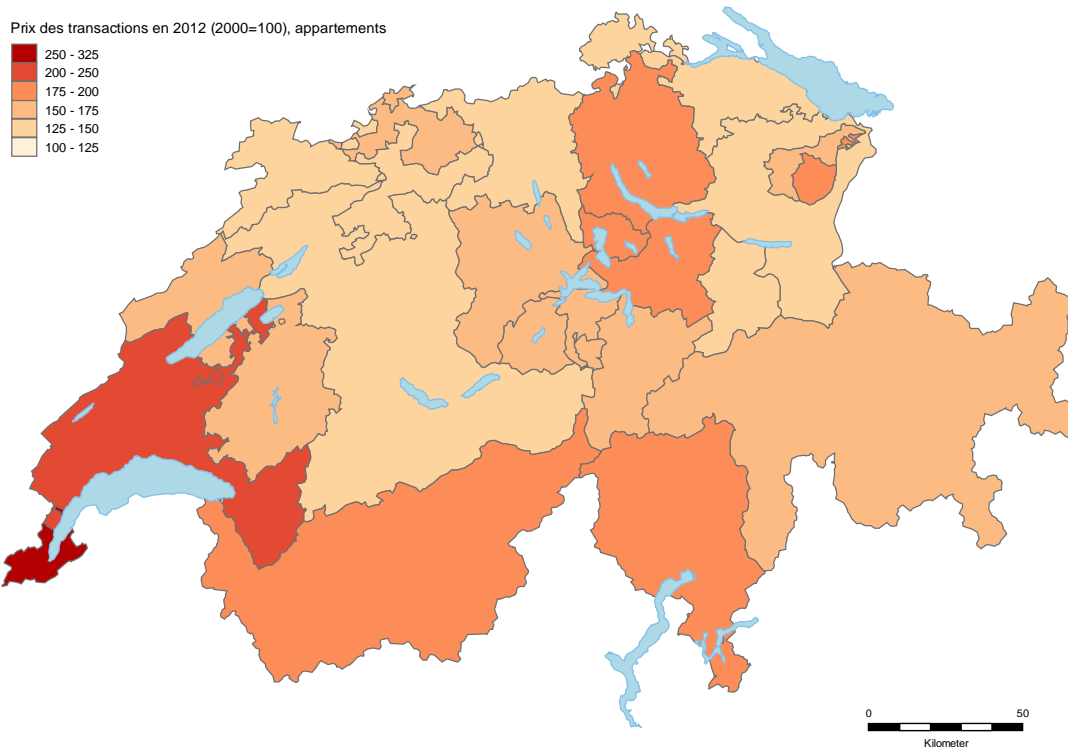 Prix des transactions en 2012 (2000=100), appartements
250 - 325
200 - 250
175 - 200
150 - 175
125 - 150
100 - 125
0 50
Kilometer